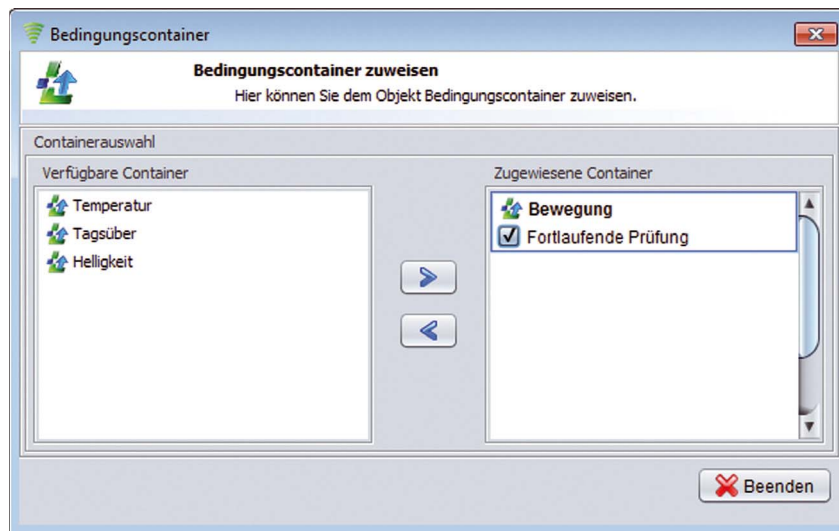 Bedingungscontainer
Bedingungscontainer zuweisen
Hier können Sie dem Objekt Bedingungscontainer zuweisen.
Containerauswahl
Verfügbare Container
Temperatur
Tagsüber
Helligkeit
Zugewiesene Container
Bewegung
Fortlaufende Prüfung
Beenden